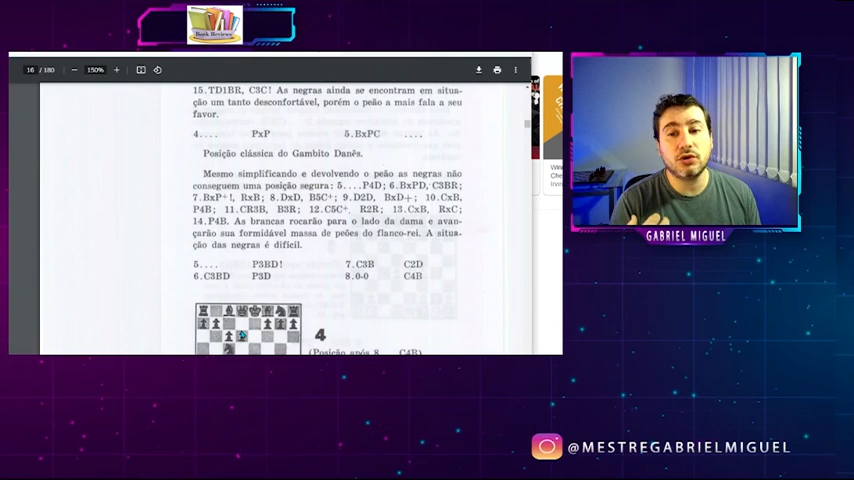 Book Reviews
16 / 180
150%
15.TD1BR, C3C! As negras ainda se encontram em situa-
ção um tanto desconfortável, porém o peão a mais fala a seu
favor.
4.... PxP 5.BxPC ....
Posição clássica do Gambito Danês.
Mesmo simplificando e devolvendo o peão as negras não
conseguem uma posição segura: 5....P4D; 6.BxPD, C3BR;
7.BxP+!, RxB; 8.DxD, B5C+; 9.D2D, BxD+; 10.CxB,
P4B; 11.CR3B, B3R; 12.C5C+, R2R; 13.CxB, RxC;
14.P4B. As brancas rocarão para o lado da dama e avan-
çarão sua formidável massa de peões do flanco-rei. A situa-
ção das negras é difícil.
5.... P3BD! 7.C3B C2D
6.C3BD P3D 8.0-0 C4B
4
(Posição após 8.... C4B)
GABRIEL MIGUEL
@MESTREGABRIELMIGUEL